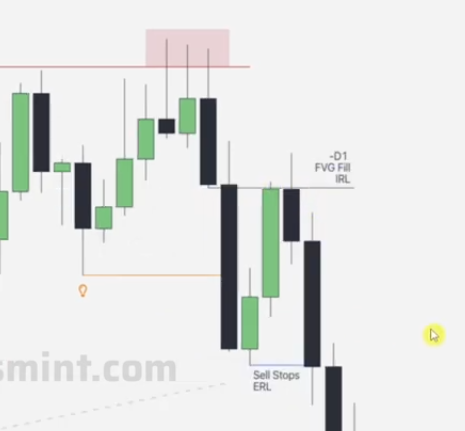 -D1
FVG Fill
IRL
smint.com
Sell Stops
ERL